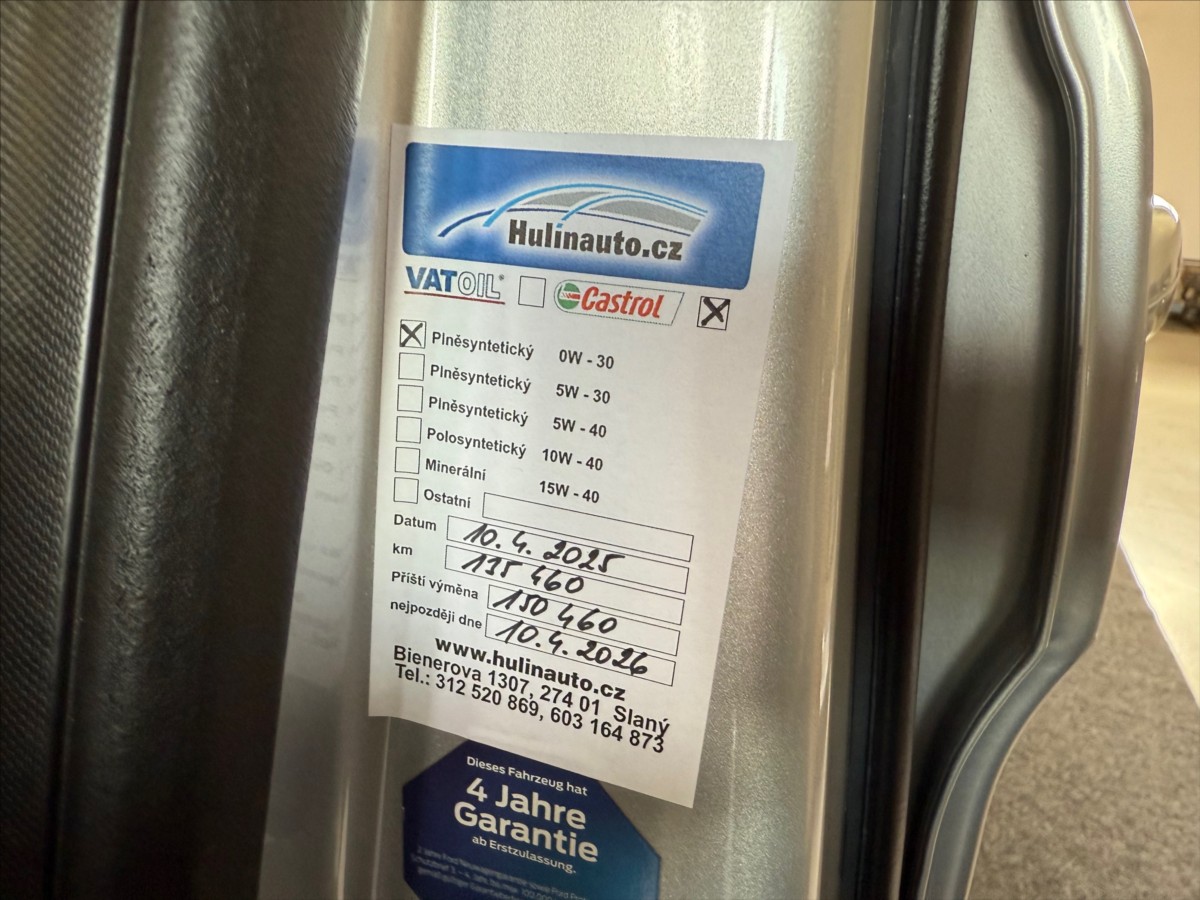 Hulinauto.cz
VATOIL Castrol
Plněsyntetický 0W - 30
Plněsyntetický 5W - 30
Plněsyntetický 5W - 40
Polosyntetický 10W - 40
Minerální 15W - 40
Ostatní
Datum 10.4.2025
km 135 460
Příští výměna 150 460
nejpozději dne 10.4.2026
www.hulinauto.cz
Bienerova 1307, 274 01 Slaný
Tel.: 312 520 869, 603 164 873
Dieses Fahrzeug hat
4 Jahre
Garantie
ab Erstzulassung.